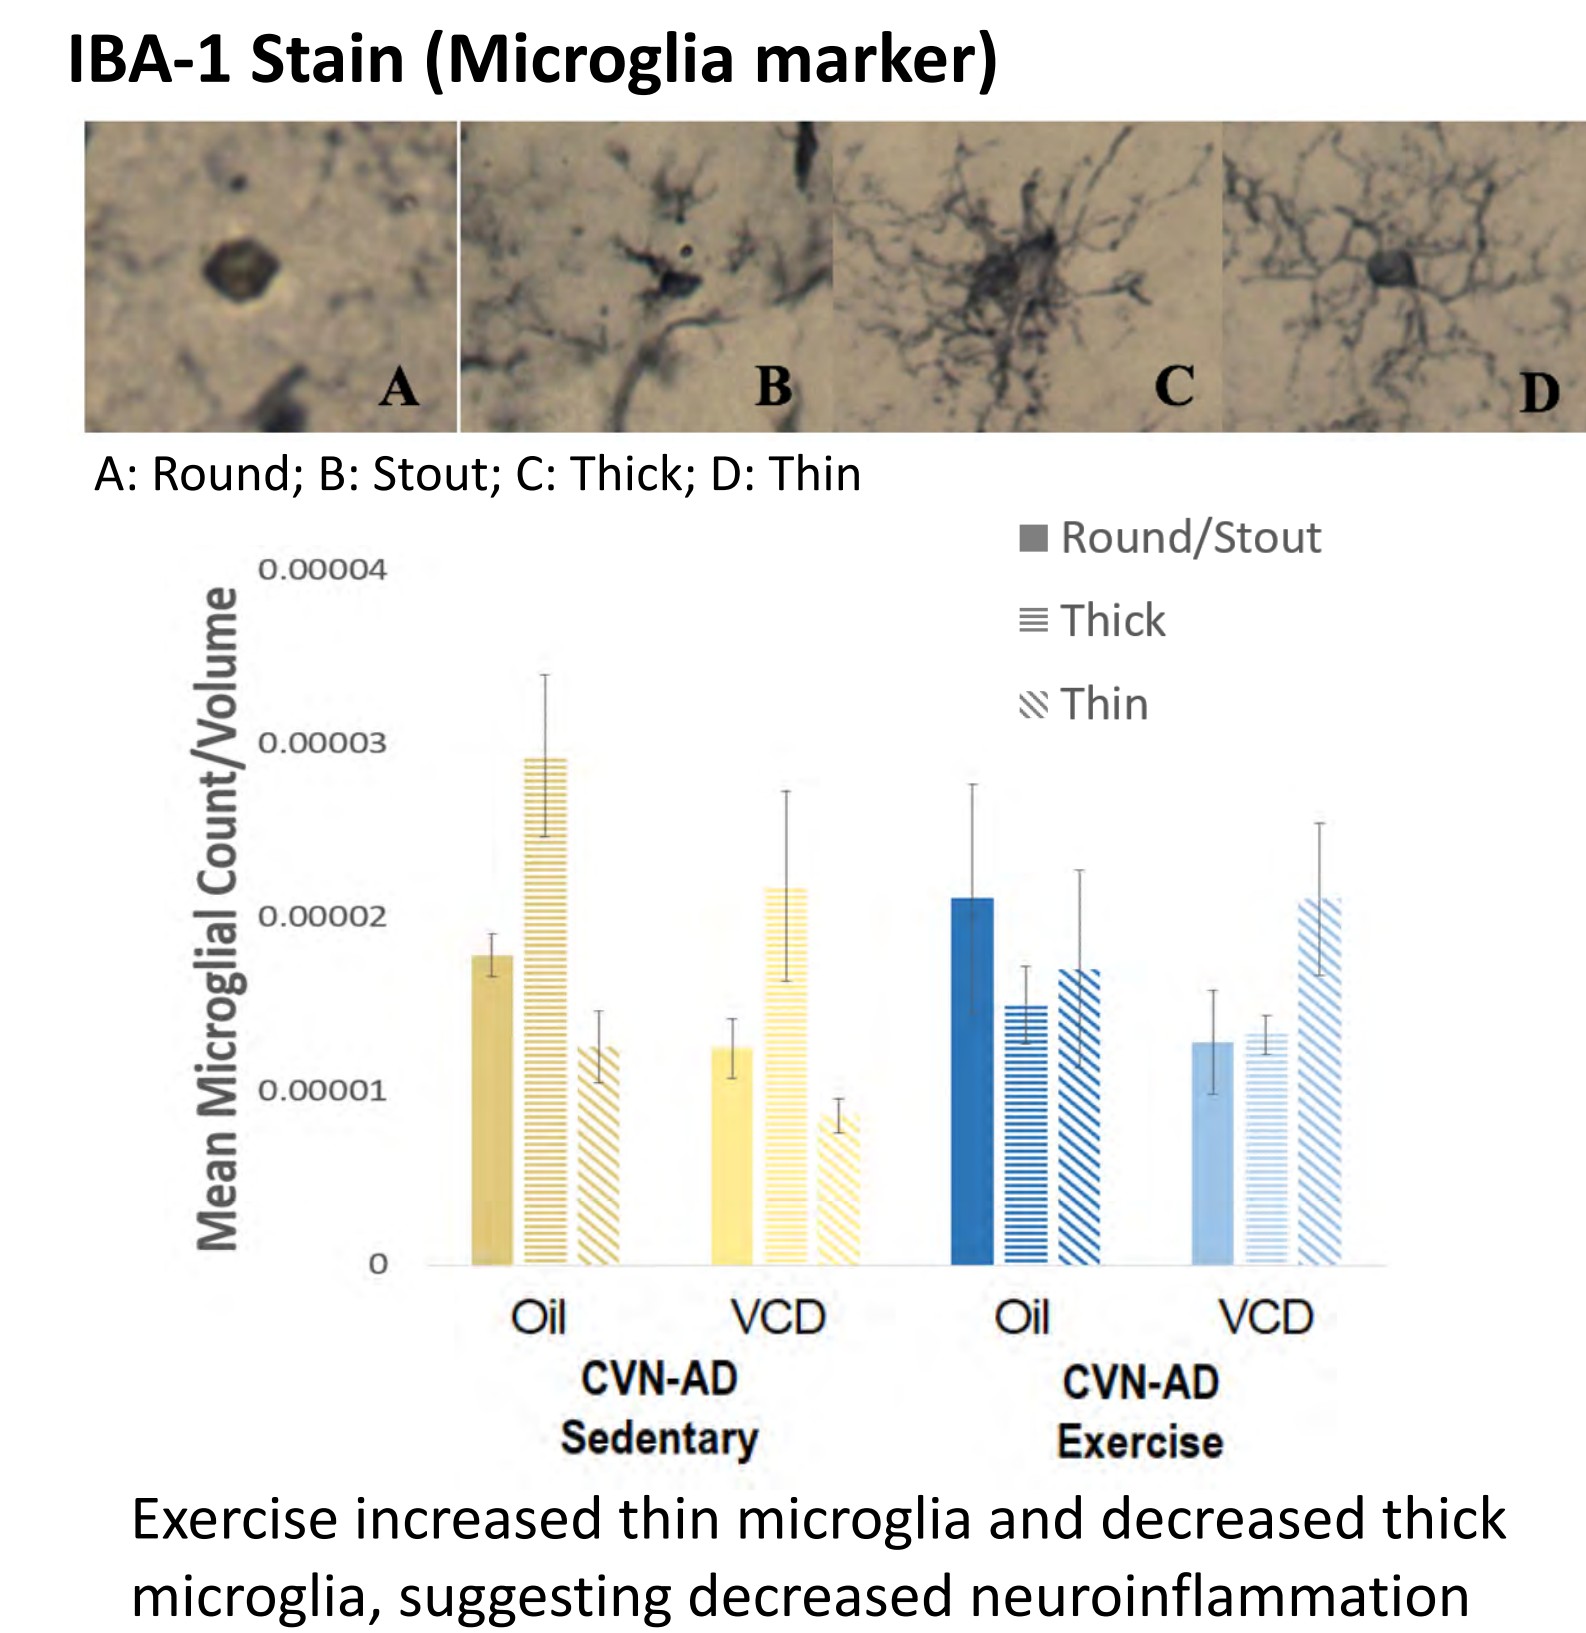 IBA-1 Stain (Microglia marker)
A
B
C
D
A: Round; B: Stout; C: Thick; D: Thin
Round/Stout
Thick
Thin
Mean Microglial Count/Volume
0.00004
0.00003
0.00002
0.00001
0
Oil
VCD
Oil
VCD
CVN-AD
Sedentary
CVN-AD
Exercise
Exercise increased thin microglia and decreased thick
microglia, suggesting decreased neuroinflammation